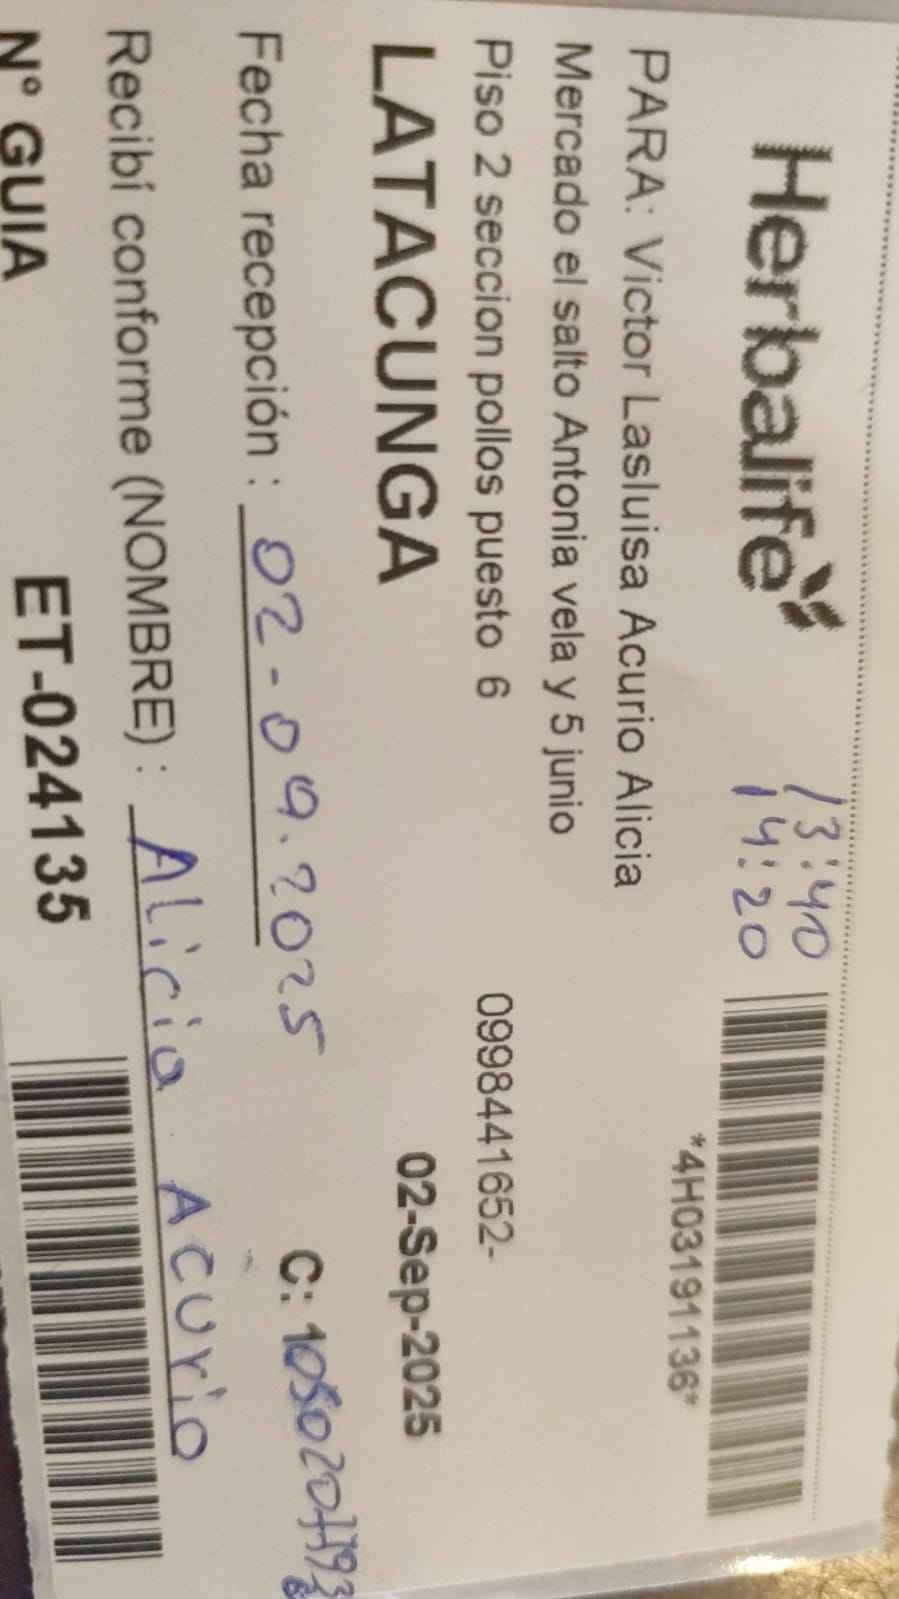 Herbalife
13:40
14:20
*4H03191136*
PARA: Victor Lasluisa Acurio Alicia
Mercado el salto Antonia vela y 5 junio
Piso 2 seccion pollos puesto 6 0998441652-
LATACUNGA 02-Sep-2025
Fecha recepción : 02-09-2025 C:
Recibí conforme (NOMBRE) : Alicia Acurio
N° GUIA ET-024135